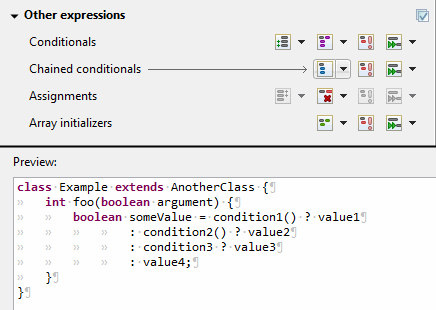 Other expressions
Conditionals
Chained conditionals
Assignments
Array initializers
Preview:
class Example extends AnotherClass {
int foo(boolean argument) {
boolean someValue = condition1() ? value1
: condition2() ? value2
: condition3 ? value3
: value4;
}
}